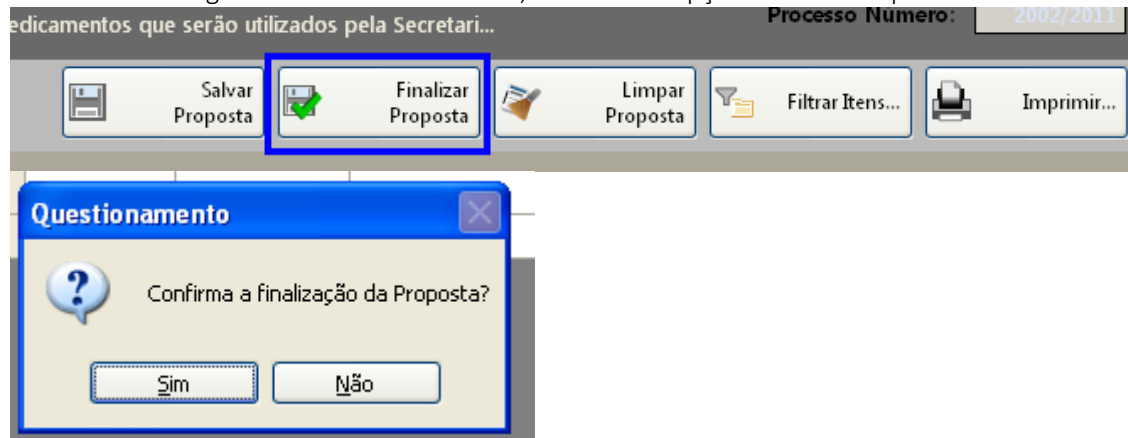 edicamentos que serão utilizados pela Secretari...
Processo Número: 2002/2011
Salvar
Proposta
Finalizar
Proposta
Limpar
Proposta
Filtrar Itens...
Imprimir...
Questionamento
Confirma a finalização da Proposta?
Sim
Não